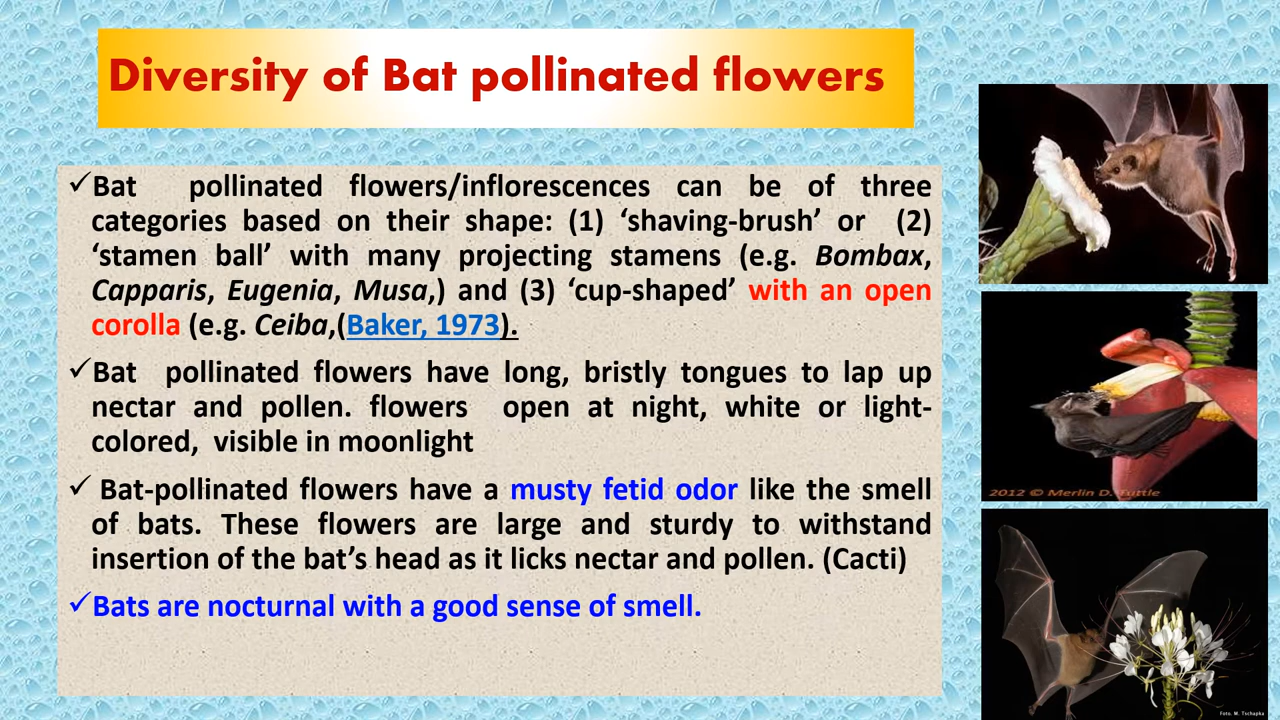 Diversity of Bat pollinated flowers
✓Bat pollinated flowers/inflorescences can be of three
categories based on their shape: (1) ‘shaving-brush’ or (2)
‘stamen ball’ with many projecting stamens (e.g. Bombax,
Capparis, Eugenia, Musa,) and (3) ‘cup-shaped’ with an open
corolla (e.g. Ceiba,(Baker, 1973).
✓Bat pollinated flowers have long, bristly tongues to lap up
nectar and pollen. flowers open at night, white or light-
colored, visible in moonlight
✓ Bat-pollinated flowers have a musty fetid odor like the smell
of bats. These flowers are large and sturdy to withstand
insertion of the bat’s head as it licks nectar and pollen. (Cacti)
✓Bats are nocturnal with a good sense of smell.
2012 © Merlin D. Tuttle
Foto. M. Tschapka